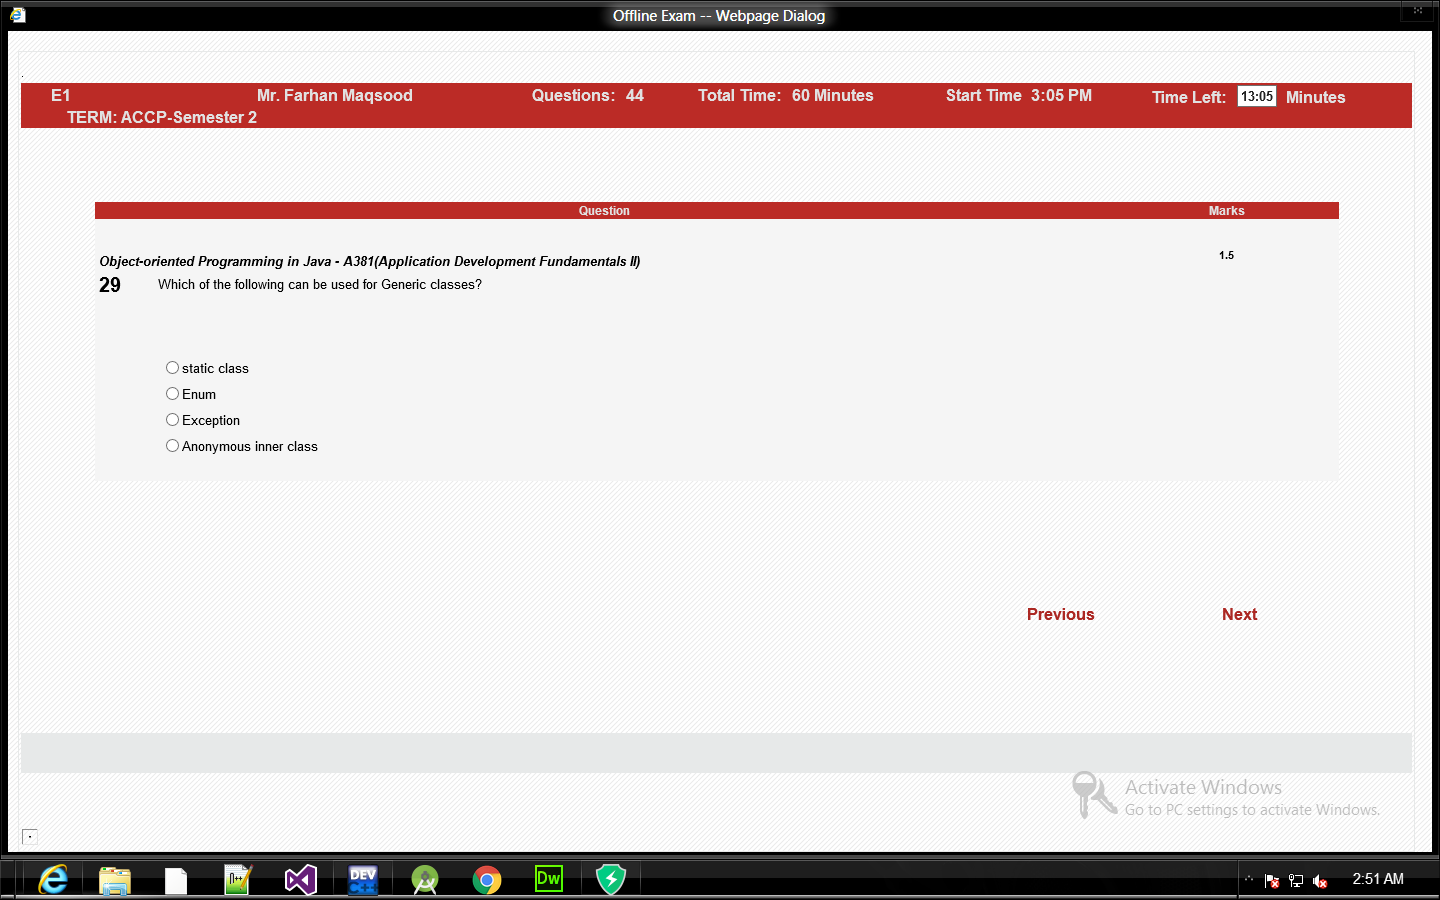 Offline Exam -- Webpage Dialog
E1 Mr. Farhan Maqsood Questions: 44 Total Time: 60 Minutes Start Time 3:05 PM Time Left: 13:05 Minutes
TERM: ACCP-Semester 2
Question Marks
Object-oriented Programming in Java - A381(Application Development Fundamentals II) 1.5
29 Which of the following can be used for Generic classes?
static class
Enum
Exception
Anonymous inner class
Previous Next
Activate Windows
Go to PC settings to activate Windows.
DEV C++ Dw 2:51 AM